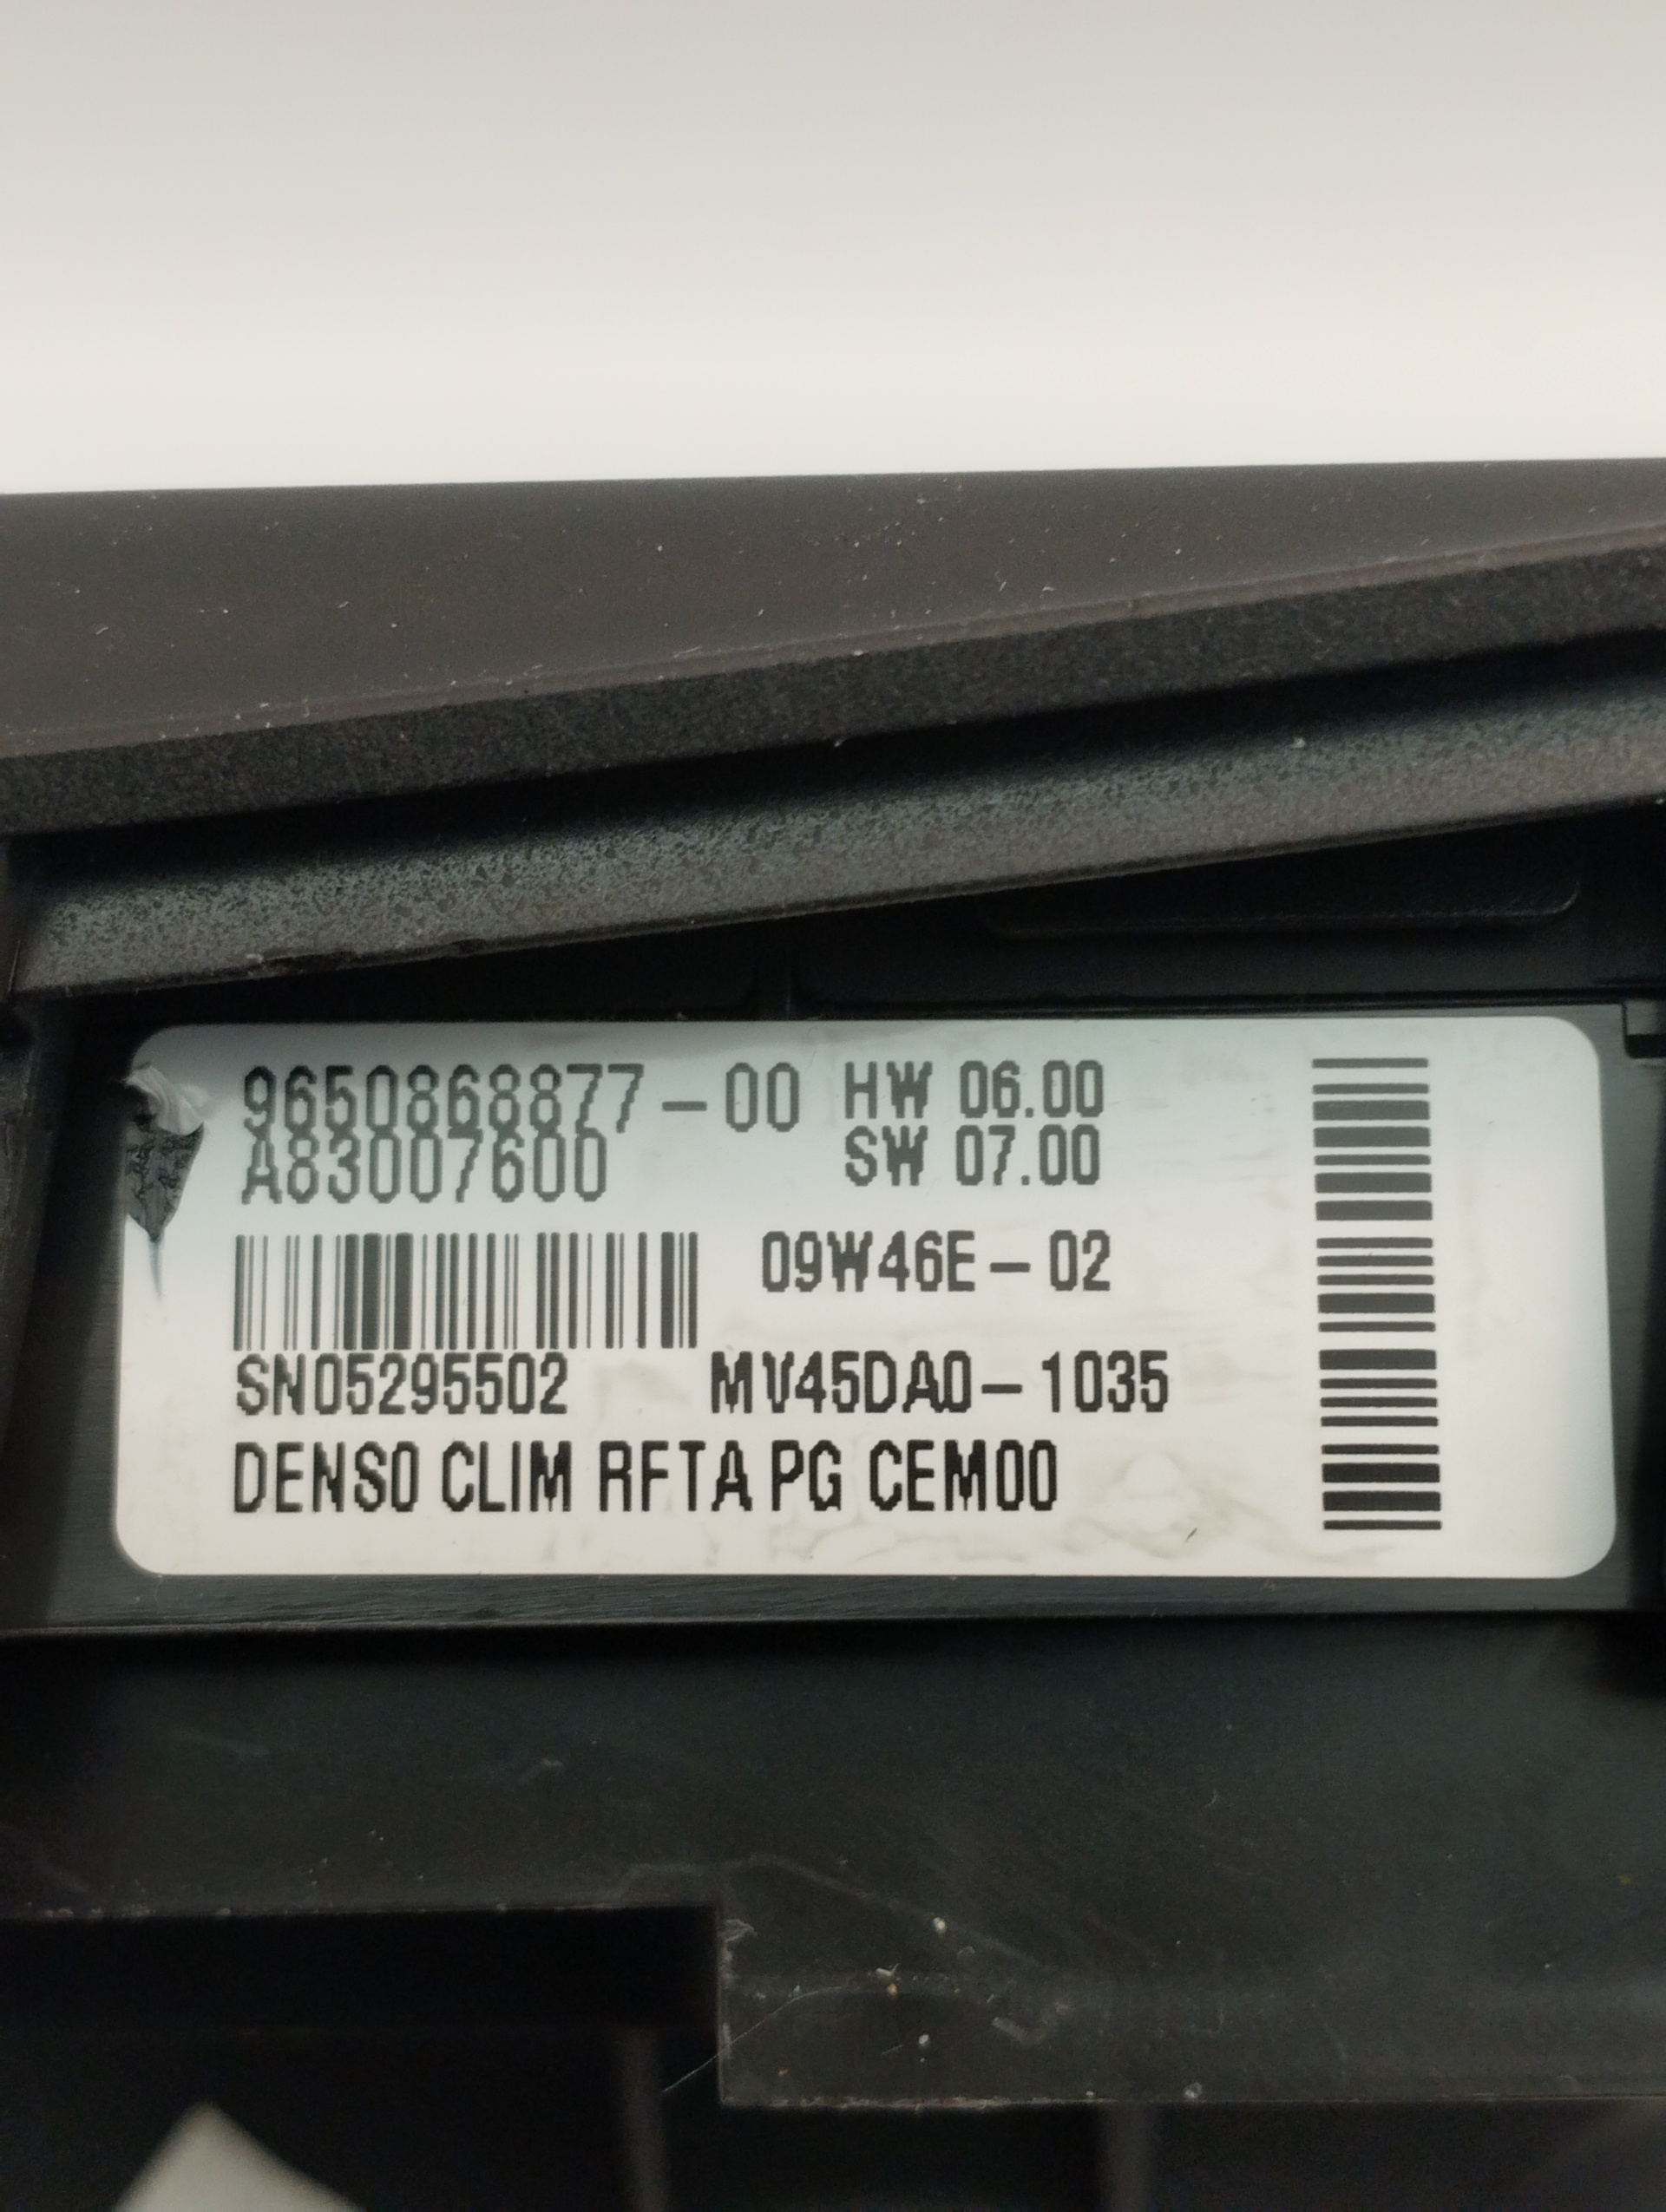 9650868877-00 HW 06.00
A83007600 SW 07.00
09W46E-02
SN05295502 MV45DA0-1035
DENSO CLIM RFTA PG CEM00